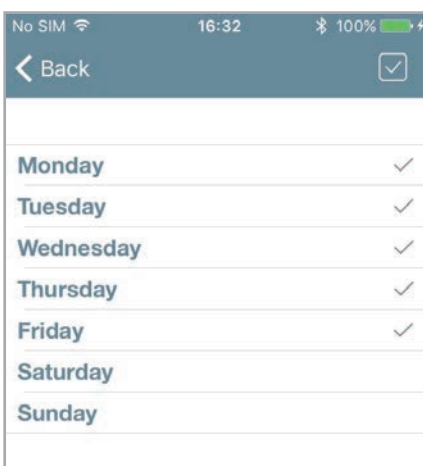 No SIM 16:32 100%
Back
Monday
Tuesday
Wednesday
Thursday
Friday
Saturday
Sunday